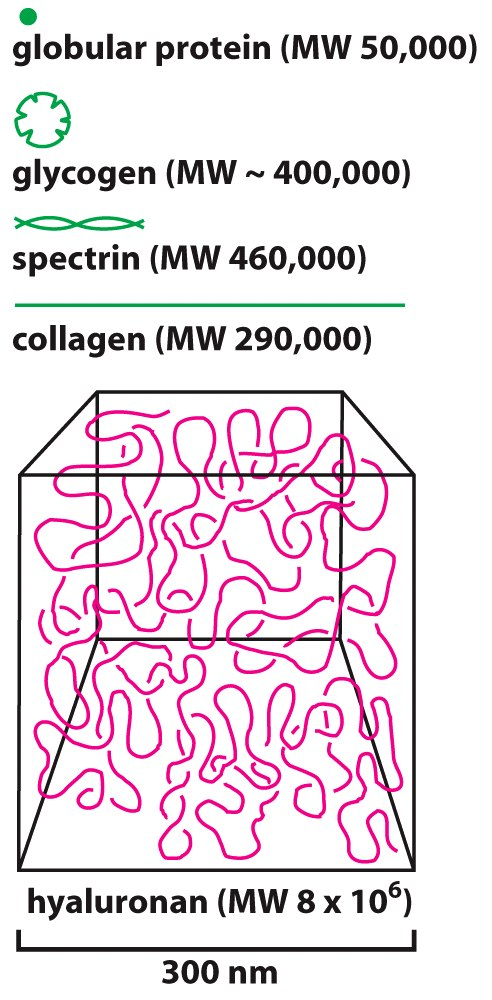 globular protein (MW 50,000)
glycogen (MW ~ 400,000)
spectrin (MW 460,000)
collagen (MW 290,000)
hyaluronan (MW 8 x 10⁶)
300 nm